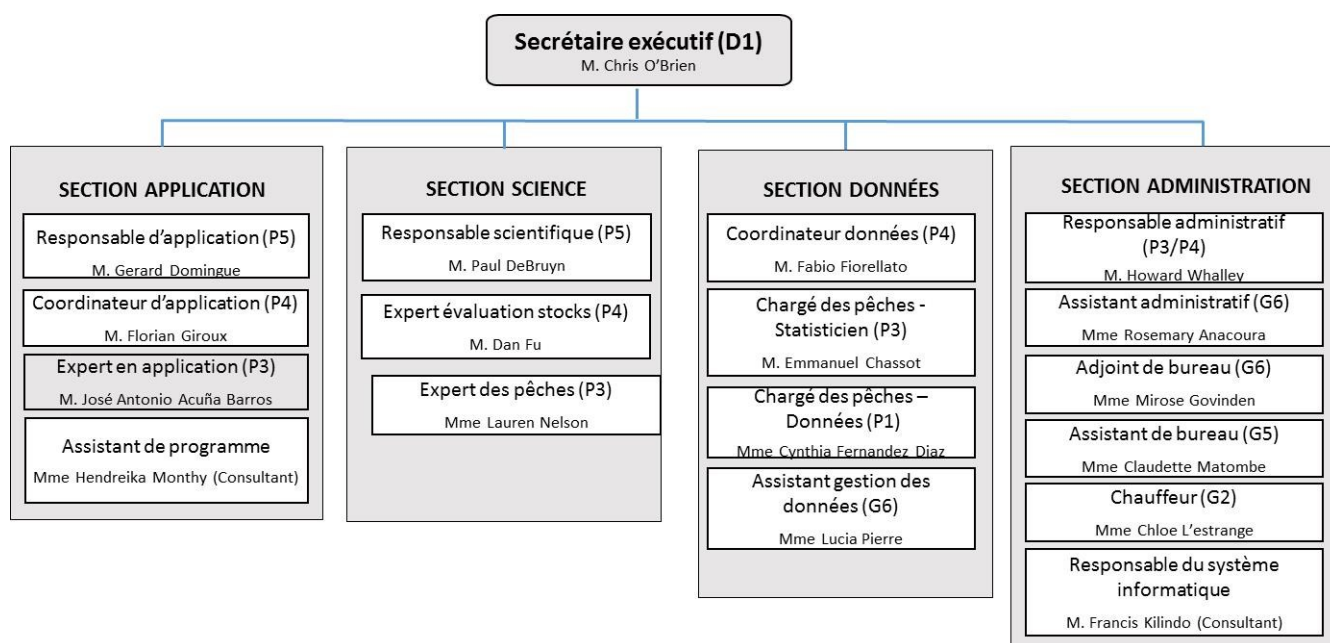 Secrétaire exécutif (D1)
M. Chris O’Brien
SECTION APPLICATION
Responsable d’application (P5)
M. Gerard Domingue
Coordinateur d’application (P4)
M. Florian Giroux
Expert en application (P3)
M. José Antonio Acuña Barros
Assistant de programme
Mme Hendreika Monthy (Consultant)
SECTION SCIENCE
Responsable scientifique (P5)
M. Paul DeBruyn
Expert évaluation stocks (P4)
M. Dan Fu
Expert des pêches (P3)
Mme Lauren Nelson
SECTION DONNÉES
Coordinateur données (P4)
M. Fabio Fiorellato
Chargé des pêches -
Statisticien (P3)
M. Emmanuel Chassot
Chargé des pêches –
Données (P1)
Mme Cynthia Fernandez Diaz
Assistant gestion des
données (G6)
Mme Lucia Pierre
SECTION ADMINISTRATION
Responsable administratif
(P3/P4)
M. Howard Whalley
Assistant administratif (G6)
Mme Rosemary Anacoura
Adjoint de bureau (G6)
Mme Mirose Govinden
Assistant de bureau (G5)
Mme Claudette Matombe
Chauffeur (G2)
Mme Chloe L’estrange
Responsable du système
informatique
M. Francis Kilindo (Consultant)